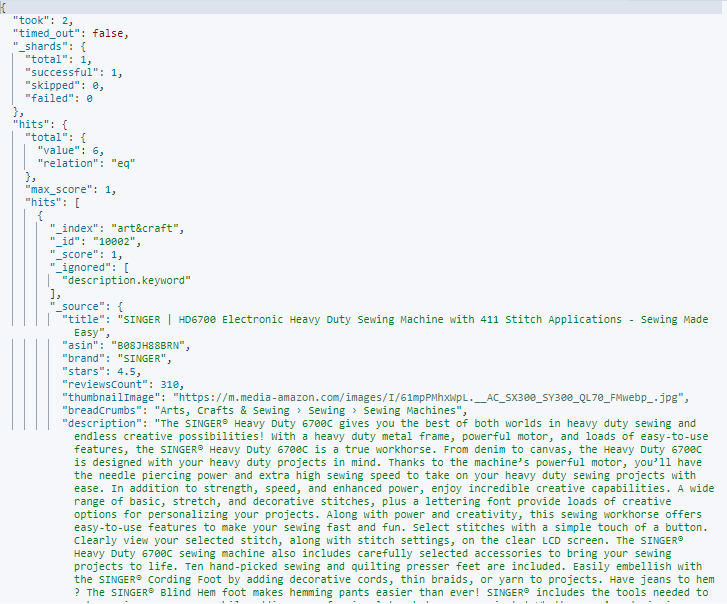 {
"took": 2,
"timed_out": false,
"_shards": {
"total": 1,
"successful": 1,
"skipped": 0,
"failed": 0
},
"hits": {
"total": {
"value": 6,
"relation": "eq"
},
"max_score": 1,
"hits": [
{
"_index": "art&craft",
"_id": "10002",
"_score": 1,
"_ignored": [
"description.keyword"
],
"_source": {
"title": "SINGER | HD6700 Electronic Heavy Duty Sewing Machine with 411 Stitch Applications - Sewing Made
Easy",
"asin": "B08JH88BRN",
"brand": "SINGER",
"stars": 4.5,
"reviewsCount": 310,
"thumbnailImage": "https://m.media-amazon.com/images/I/61mpPMhxWpL.__AC_SX300_SY300_QL70_FMwebp_.jpg",
"breadCrumbs": "Arts, Crafts & Sewing › Sewing › Sewing Machines",
"description": "The SINGER® Heavy Duty 6700C gives you the best of both worlds in heavy duty sewing and
endless creative possibilities! With a heavy duty metal frame, powerful motor, and loads of easy-to-use
features, the SINGER® Heavy Duty 6700C is a true workhorse. From denim to canvas, the Heavy Duty 6700C
is designed with your heavy duty projects in mind. Thanks to the machine’s powerful motor, you’ll have
the needle piercing power and extra high sewing speed to take on your heavy duty sewing projects with
ease. In addition to strength, speed, and enhanced power, enjoy incredible creative capabilities. A wide
range of basic, stretch, and decorative stitches, plus a lettering font provide loads of creative
options for personalizing your projects. Along with power and creativity, this sewing workhorse offers
easy-to-use features to make your sewing fast and fun. Select stitches with a simple touch of a button.
Clearly view your selected stitch, along with stitch settings, on the clear LCD screen. The SINGER®
Heavy Duty 6700C sewing machine also includes carefully selected accessories to bring your sewing
projects to life. Ten hand-picked sewing and quilting presser feet are included. Easily embellish with
the SINGER® Cording Foot by adding decorative cords, thin braids, or yarn to projects. Have jeans to hem
? The SINGER® Blind Hem foot makes hemming pants easier than ever! SINGER® includes the tools needed to